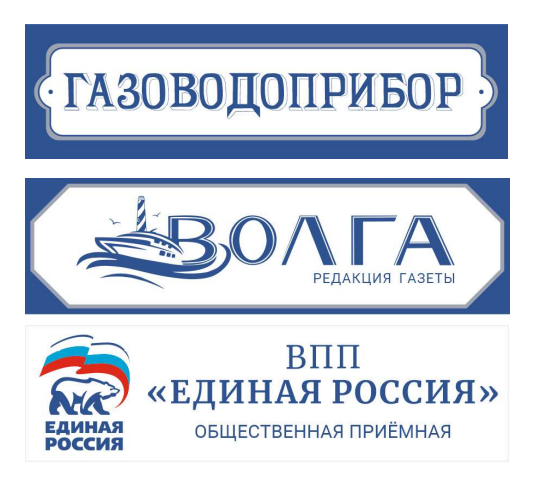 ГАЗОВОДОПРИБОР
ВОЛГА
РЕДАКЦИЯ ГАЗЕТЫ
ВПП
«ЕДИНАЯ РОССИЯ»
ЕДИНАЯ
РОССИЯ
ОБЩЕСТВЕННАЯ ПРИЁМНАЯ